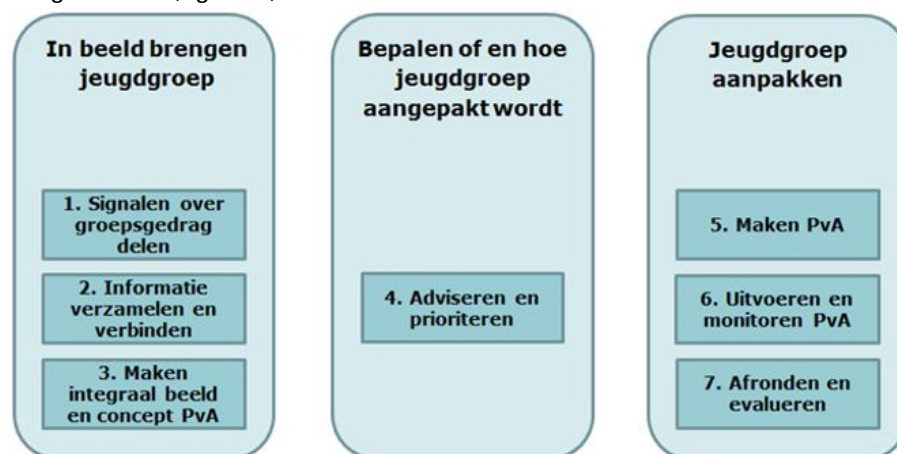 In beeld brengen
jeugdgroep
1. Signalen over
groepsgedrag
delen
2. Informatie
verzamelen en
verbinden
3. Maken
integraal beeld
en concept PvA
Bepalen of en hoe
jeugdgroep
aangepakt wordt
4. Adviseren en
prioriteren
Jeugdgroep
aanpakken
5. Maken PvA
6. Uitvoeren en
monitoren PvA
7. Afronden en
evalueren